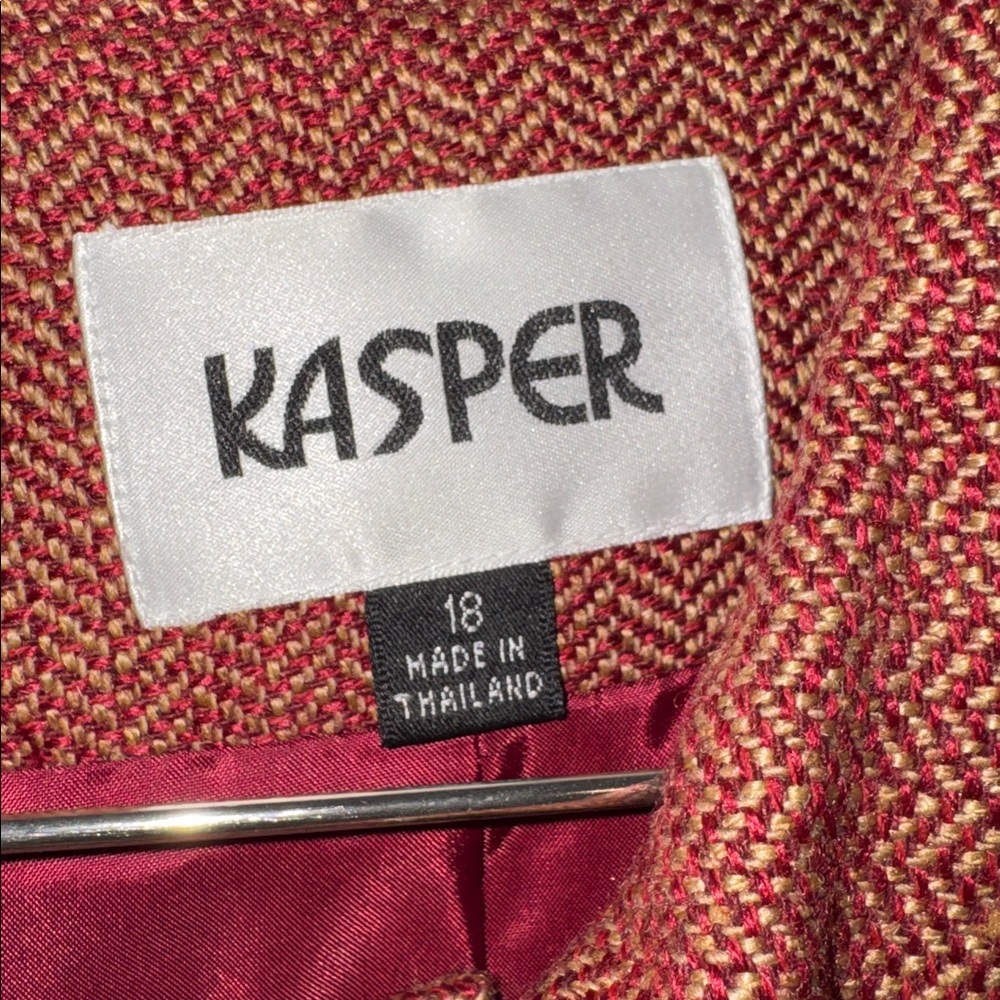 KASPER
18
MADE IN
THAILAND